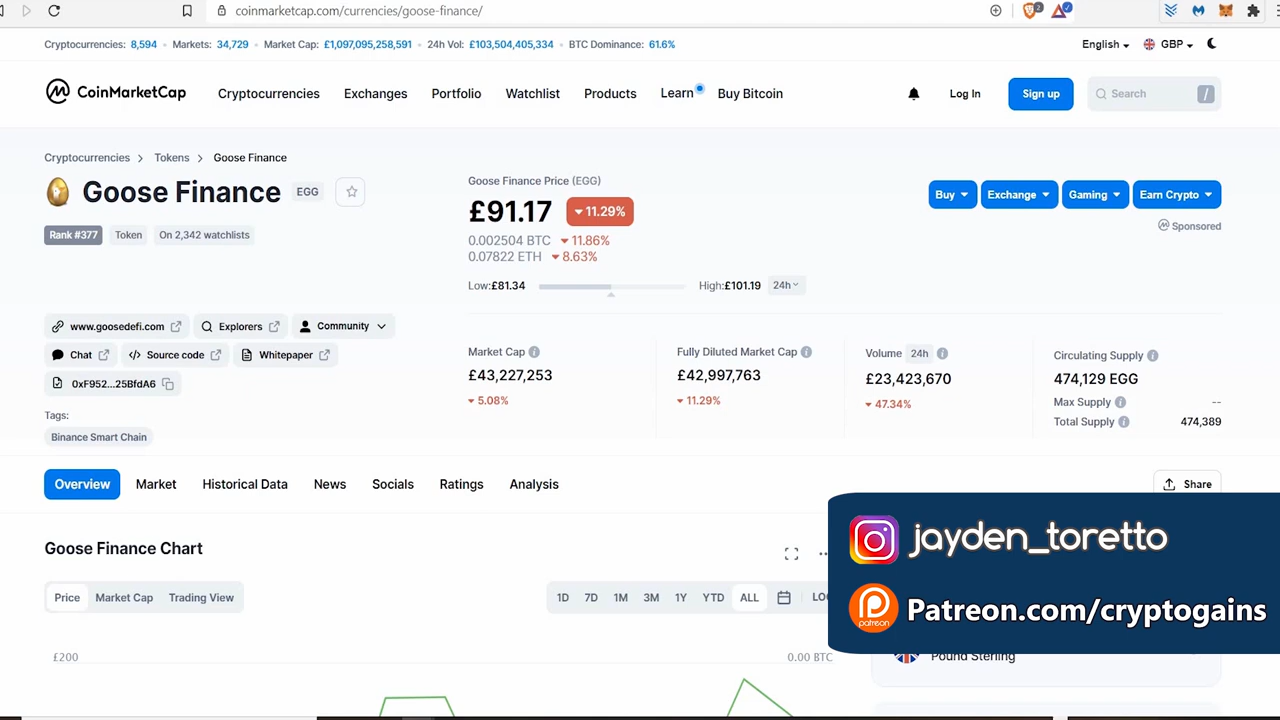 coinmarketcap.com/currencies/goose-finance/
2
Cryptocurrencies: 8,594 • Markets: 34,729 • Market Cap: £1,097,095,258,591 • 24h Vol: £103,504,405,334 • BTC Dominance: 61.6%
English
GBP
CoinMarketCap
Cryptocurrencies
Exchanges
Portfolio
Watchlist
Products
Learn
Buy Bitcoin
Log In
Sign up
Search
/
Cryptocurrencies > Tokens > Goose Finance
Goose Finance
EGG
Rank #377
Token
On 2,342 watchlists
www.goosedefi.com
Explorers
Community
Chat
Source code
Whitepaper
0xF952...25BfdA6
Tags:
Binance Smart Chain
Goose Finance Price (EGG)
£91.17
11.29%
0.002504 BTC 11.86%
0.07822 ETH 8.63%
Low:£81.34
High:£101.19
24h
Buy
Exchange
Gaming
Earn Crypto
Sponsored
Market Cap
£43,227,253
5.08%
Fully Diluted Market Cap
£42,997,763
11.29%
Volume 24h
£23,423,670
47.34%
Circulating Supply
474,129 EGG
Max Supply --
Total Supply 474,389
Overview
Market
Historical Data
News
Socials
Ratings
Analysis
Share
Goose Finance Chart
Price
Market Cap
Trading View
1D
7D
1M
3M
1Y
YTD
ALL
£200
0.00 BTC
jayden_toretto
patreon
Patreon.com/cryptogains
Pound Sterling